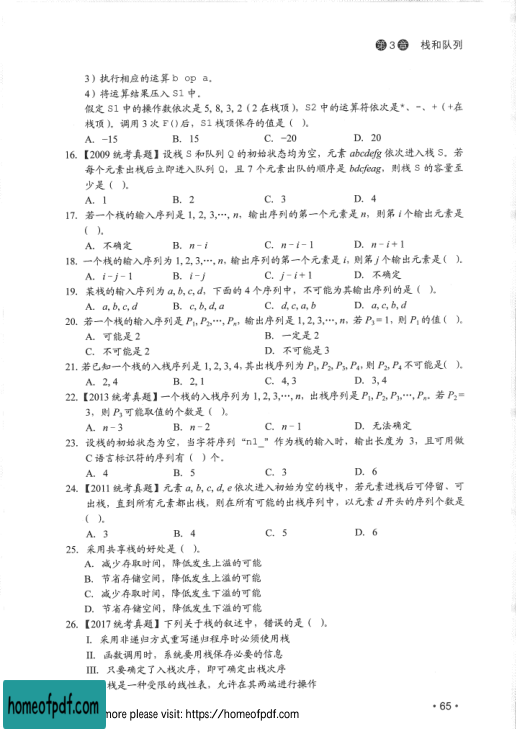 第3章 栈和队列
3）执行相应的运算 b op a。
4）将运算结果压入 S1 中。
假定 S1 中的操作数依次是 5, 8, 3, 2（2 在栈顶），S2 中的运算符依次是*、-、+（+在
栈顶）。调用 3 次 F()后，S1 栈顶保存的值是（ ）。
A. -15 B. 15 C. -20 D. 20
16.【2009 统考真题】设栈 S 和队列 Q 的初始状态均为空，元素 abcdefg 依次进入栈 S。若
每个元素出栈后立即进入队列 Q，且 7 个元素出队的顺序是 bdcfeag，则栈 S 的容量至
少是（ ）。
A. 1 B. 2 C. 3 D. 4
17. 若一个栈的输入序列是 1, 2, 3,…, n，输出序列的第一个元素是 n，则第 i 个输出元素是
（ ）。
A. 不确定 B. n-i C. n-i-1 D. n-i+1
18. 一个栈的输入序列为 1, 2, 3,…, n，输出序列的第一个元素是 i，则第 j 个输出元素是（ ）。
A. i-j-1 B. i-j C. j-i+1 D. 不确定
19. 某栈的输入序列为 a, b, c, d，下面的 4 个序列中，不可能为其输出序列的是（ ）。
A. a, b, c, d B. c, b, d, a C. d, c, a, b D. a, c, b, d
20. 若一个栈的输入序列是 P1, P2,…, Pn，输出序列是 1, 2, 3,…, n，若 P3=1，则 P1 的值（ ）。
A. 可能是 2 B. 一定是 2
C. 不可能是 2 D. 不可能是 3
21. 若已知一个栈的入栈序列是 1, 2, 3, 4，其出栈序列为 P1, P2, P3, P4，则 P2, P4 不可能是（ ）。
A. 2, 4 B. 2, 1 C. 4, 3 D. 3, 4
22.【2013 统考真题】一个栈的入栈序列为 1, 2, 3,…, n，出栈序列是 P1, P2, P3,…, Pn。若 P2=
3，则 P3 可能取值的个数是（ ）。
A. n-3 B. n-2 C. n-1 D. 无法确定
23. 设栈的初始状态为空，当字符序列 “n1_” 作为栈的输入时，输出长度为 3，且可用做
C 语言标识符的序列有（ ）个。
A. 4 B. 5 C. 3 D. 6
24.【2011 统考真题】元素 a, b, c, d, e 依次进入初始为空的栈中，若元素进栈后可停留、可
出栈，直到所有元素都出栈，则在所有可能的出栈序列中，以元素 d 开头的序列个数是
（ ）。
A. 3 B. 4 C. 5 D. 6
25. 采用共享栈的好处是（ ）。
A. 减少存取时间，降低发生上溢的可能
B. 节省存储空间，降低发生上溢的可能
C. 减少存取时间，降低发生下溢的可能
D. 节省存储空间，降低发生下溢的可能
26.【2017 统考真题】下列关于栈的叙述中，错误的是（ ）。
I. 采用非递归方式重写递归程序时必须使用栈
II. 函数调用时，系统要用栈保存必要的信息
III. 只要确定了入栈次序，即可确定出栈次序
栈是一种受限的线性表，允许在其两端进行操作
homeofpdf.com
more please visit: https://homeofpdf.com
·65·